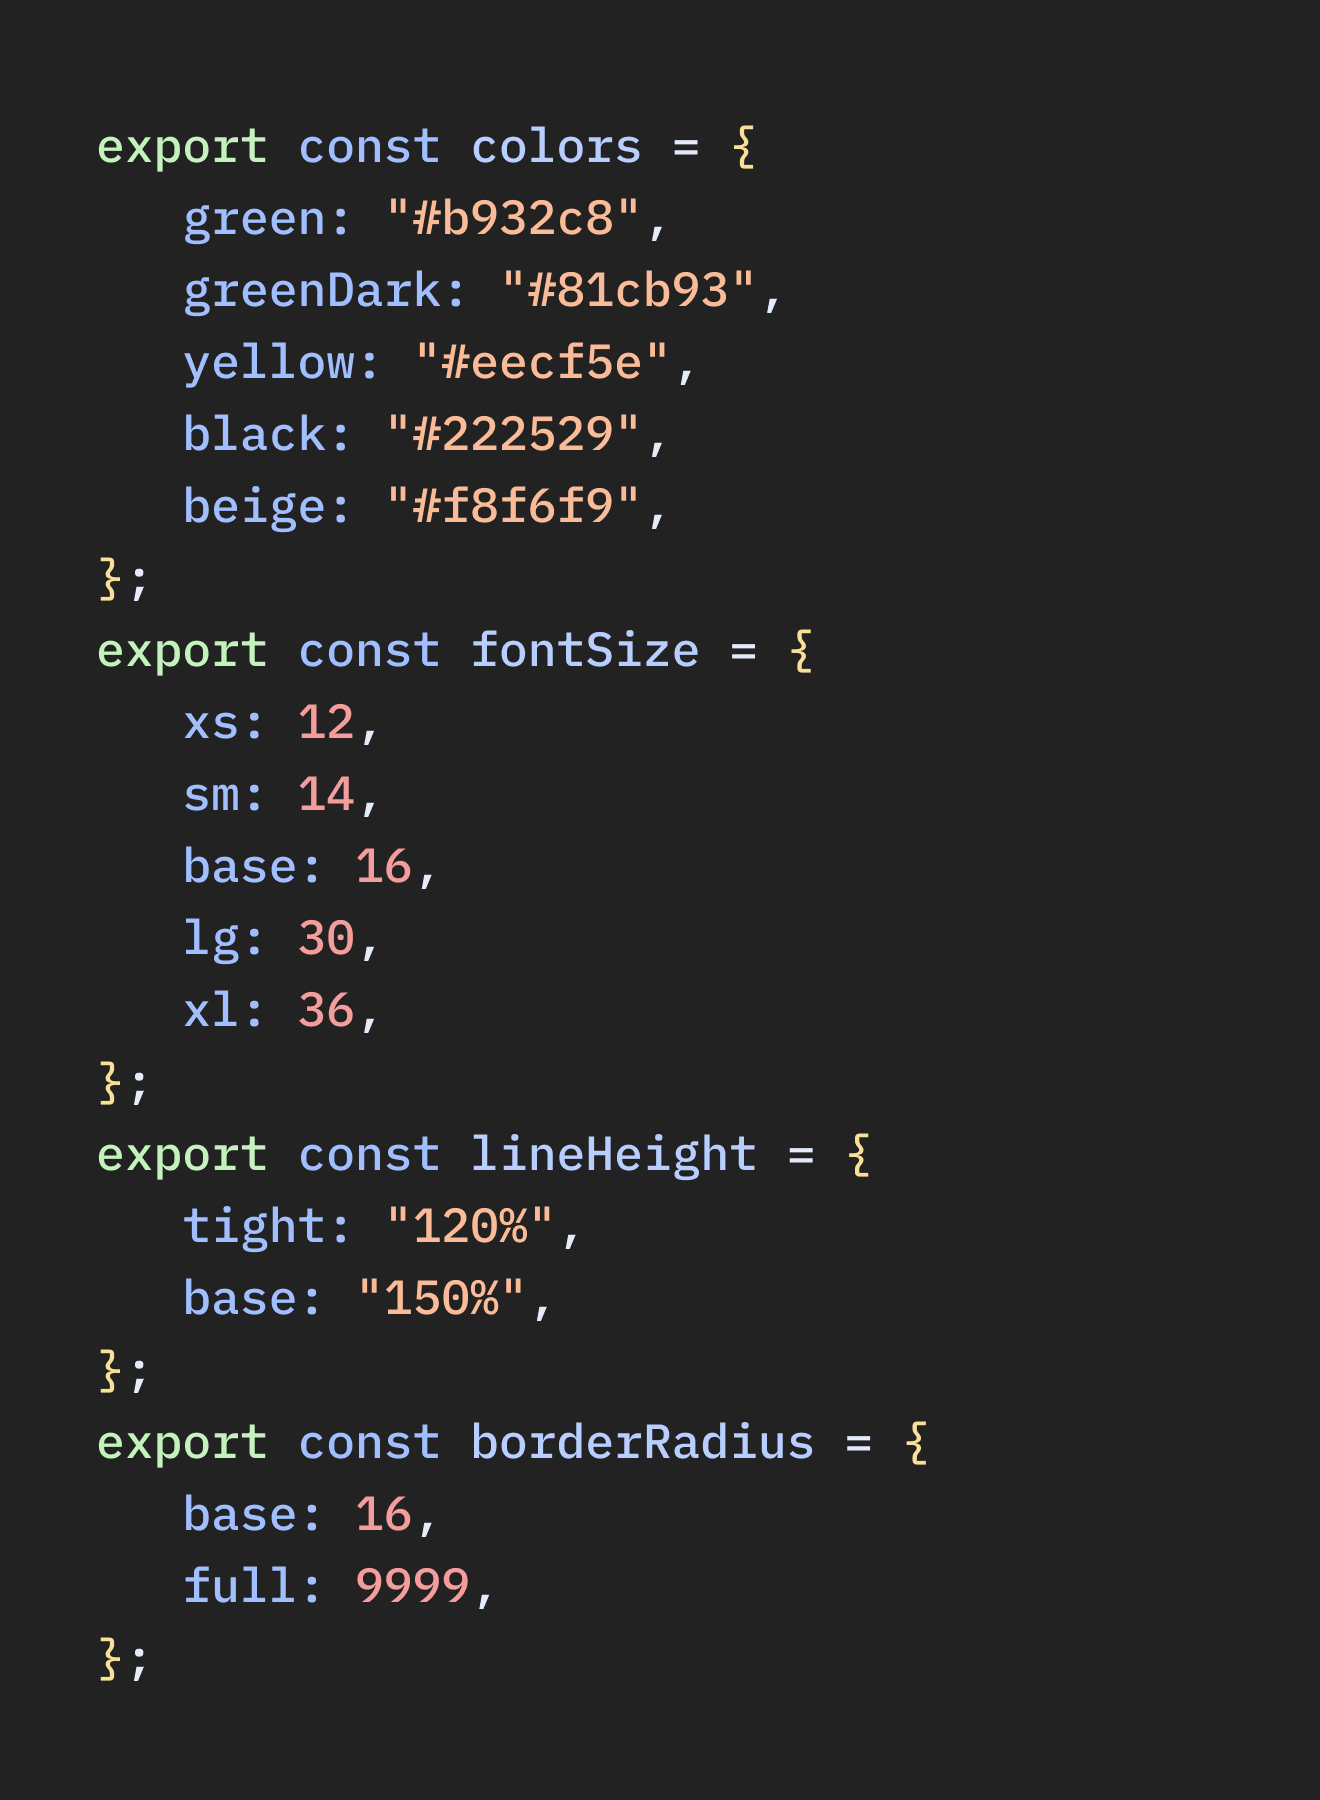 export const colors = {
   green: "#b932c8",
   greenDark: "#81cb93",
   yellow: "#eecf5e",
   black: "#222529",
   beige: "#f8f6f9",
};
export const fontSize = {
   xs: 12,
   sm: 14,
   base: 16,
   lg: 30,
   xl: 36,
};
export const lineHeight = {
   tight: "120%",
   base: "150%",
};
export const borderRadius = {
   base: 16,
   full: 9999,
};